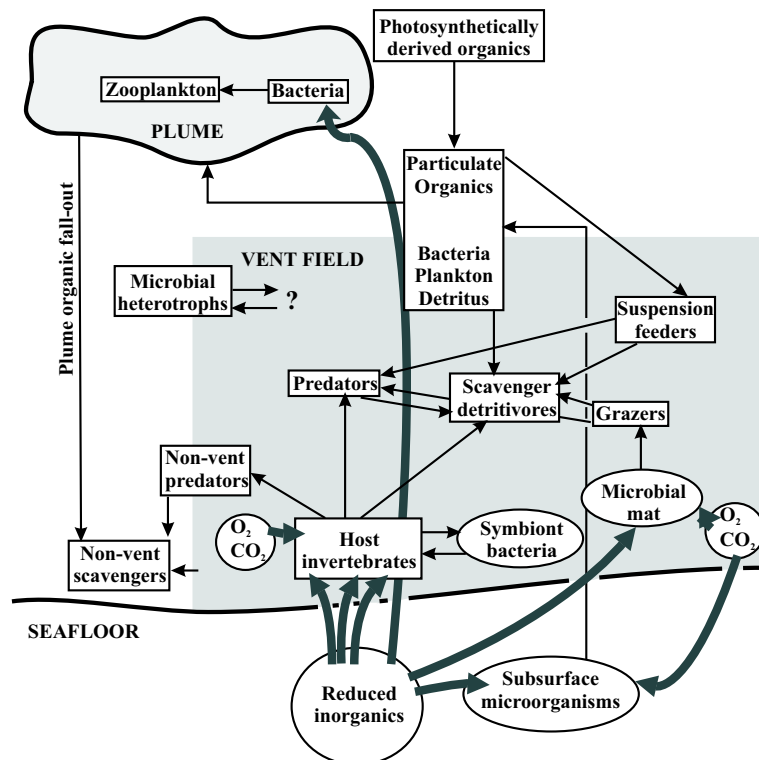 Photosynthetically
derived organics
Zooplankton
Bacteria
PLUME
Particulate
Organics
Bacteria
Plankton
Detritus
Plume organic fall-out
VENT FIELD
Microbial
heterotrophs
?
Suspension
feeders
Predators
Scavenger
detritivores
Grazers
Non-vent
predators
Microbial
mat
O₂
CO₂
Host
invertebrates
Symbiont
bacteria
O₂
CO₂
Non-vent
scavengers
SEAFLOOR
Reduced
inorganics
Subsurface
microorganisms